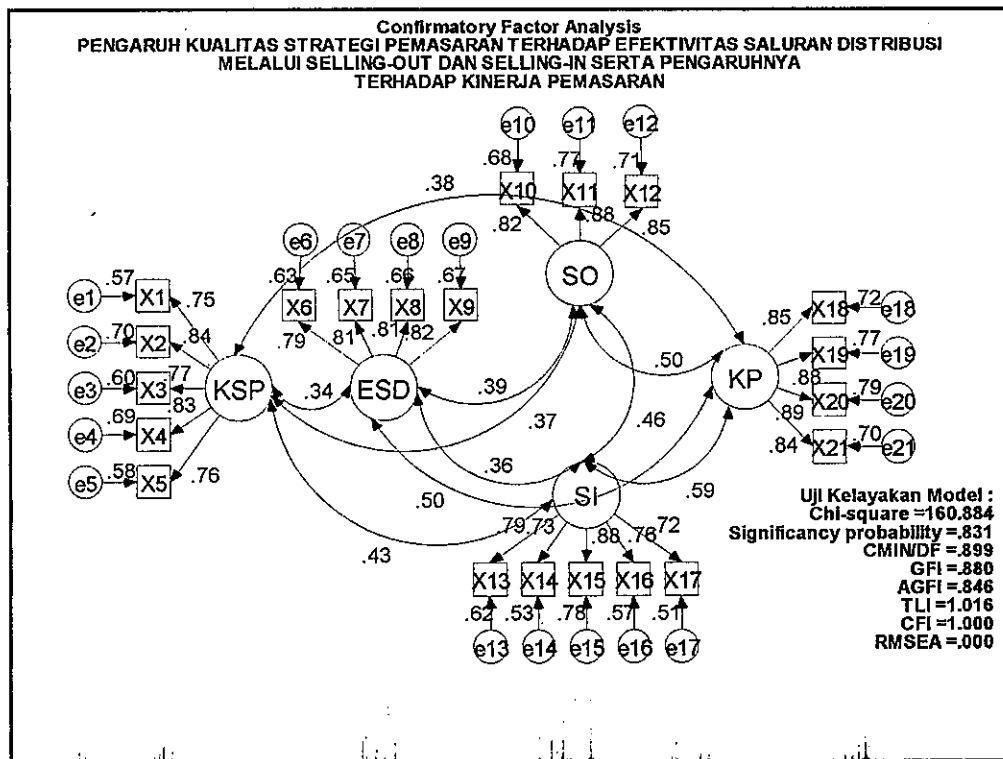 Confirmatory Factor Analysis
PENGARUH KUALITAS STRATEGI PEMASARAN TERHADAP EFEKTIVITAS SALURAN DISTRIBUSI
MELALUI SELLING-OUT DAN SELLING-IN SERTA PENGARUHNYA
TERHADAP KINERJA PEMASARAN
e10 e11 e12
.68 .77 .71
X10 X11 X12
.82 .88 .85
.38
SO
e6 e7 e8 e9
.63 .65 .66 .67
X6 X7 X8 X9
.79 .81 .81 .82
ESD
e1 .57 X1 .75
e2 .70 X2 .84
e3 .60 X3 .77
e4 .69 X4 .83
e5 .58 X5 .76
KSP
.34
.39
.37
.36
.50
.43
.50
.46
.59
KP
.85 X18 .72 e18
.88 X19 .77 e19
.89 X20 .79 e20
.84 X21 .70 e21
SI
.79 .73 .88 .76 .72
X13 X14 X15 X16 X17
.62 .53 .78 .57 .51
e13 e14 e15 e16 e17
Uji Kelayakan Model :
Chi-square =160.884
Significancy probability =.831
CMIN/DF =.899
GFI =.880
AGFI =.846
TLI =1.016
CFI =1.000
RMSEA =.000